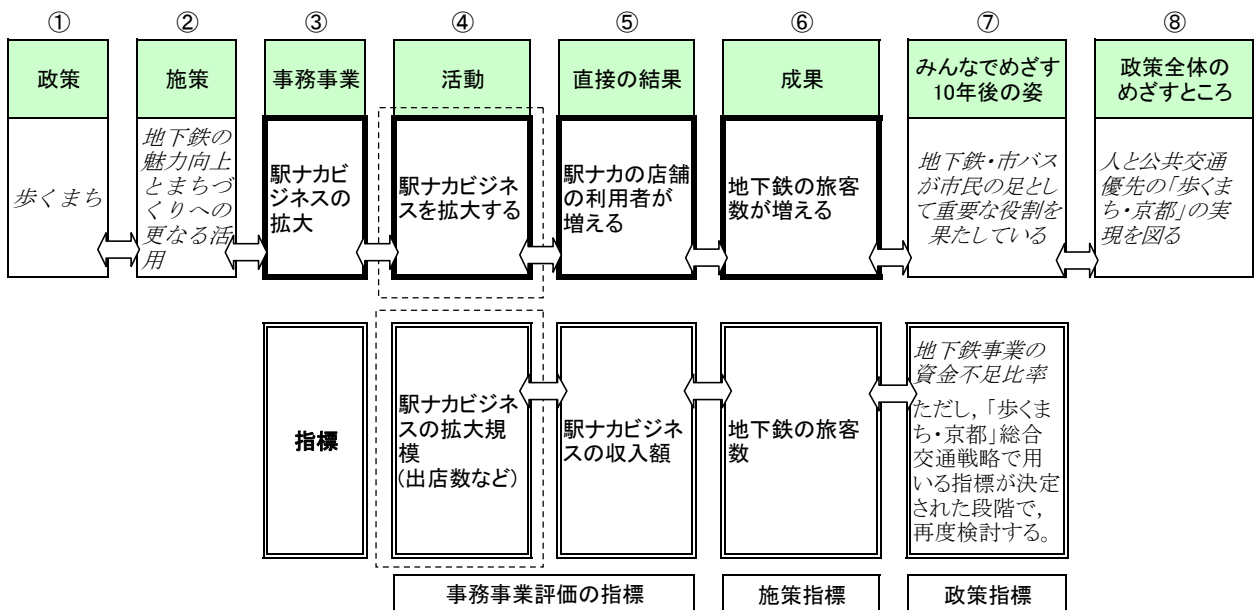 ①
②
③
④
⑤
⑥
⑦
⑧
政策
施策
事務事業
活動
直接の結果
成果
みんなでめざす
10年後の姿
政策全体の
めざすところ
歩くまち
地下鉄の
魅力向上
とまちづ
くりへの
更なる活
用
駅ナカビ
ジネスの
拡大
駅ナカビジネ
スを拡大する
駅ナカの店舗
の利用者が
増える
地下鉄の旅客
数が増える
地下鉄・市バス
が市民の足とし
て重要な役割を
果たしている
人と公共交通
優先の「歩くま
ち・京都」の実
現を図る
指標
駅ナカビジネ
スの拡大規
模
(出店数など)
駅ナカビジネ
スの収入額
地下鉄の旅客
数
地下鉄事業の
資金不足比率
ただし，「歩くま
ち・京都」総合
交通戦略で用
いる指標が決定
された段階で，
再度検討する。
事務事業評価の指標
施策指標
政策指標